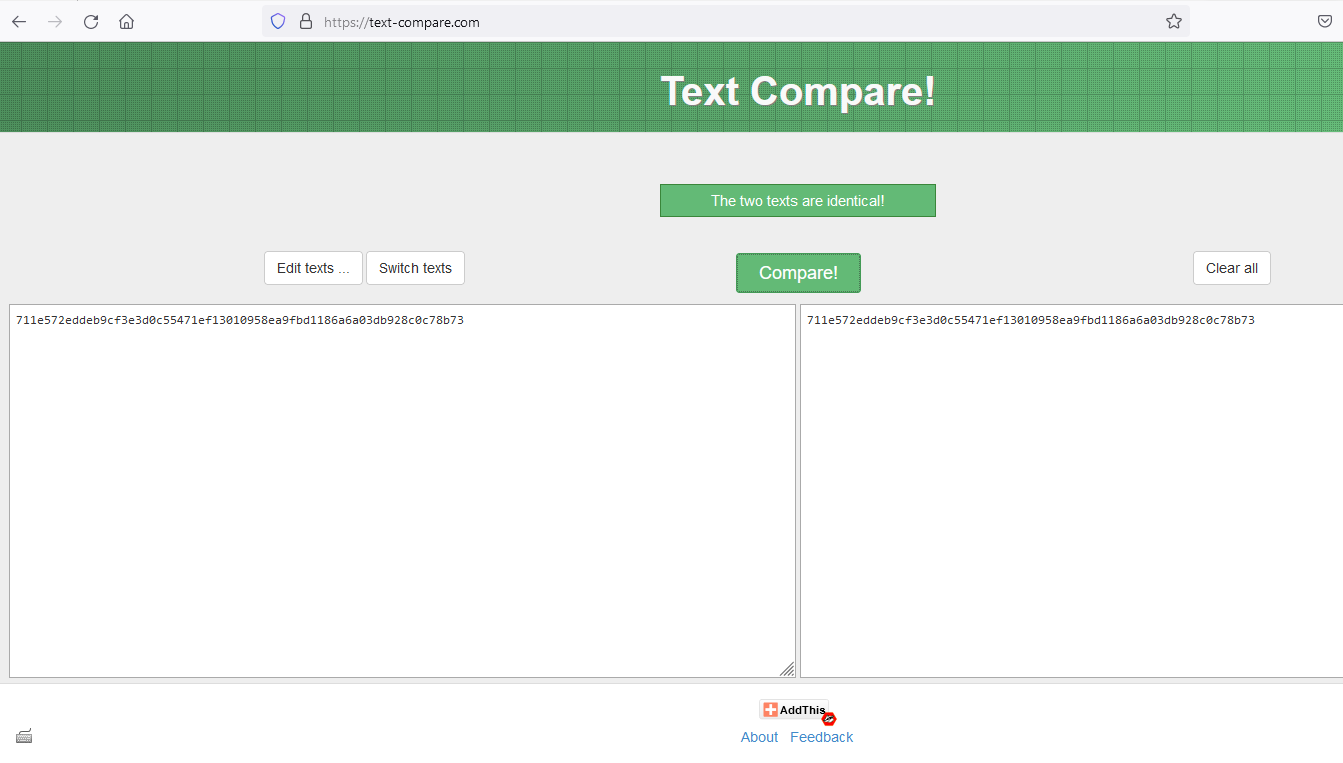 https://text-compare.com
Text Compare!
The two texts are identical!
Edit texts ... Switch texts Compare! Clear all
711e572eddeb9cf3e3d0c55471ef13010958ea9fbd1186a6a03db928c0c78b73 711e572eddeb9cf3e3d0c55471ef13010958ea9fbd1186a6a03db928c0c78b73
AddThis
About Feedback